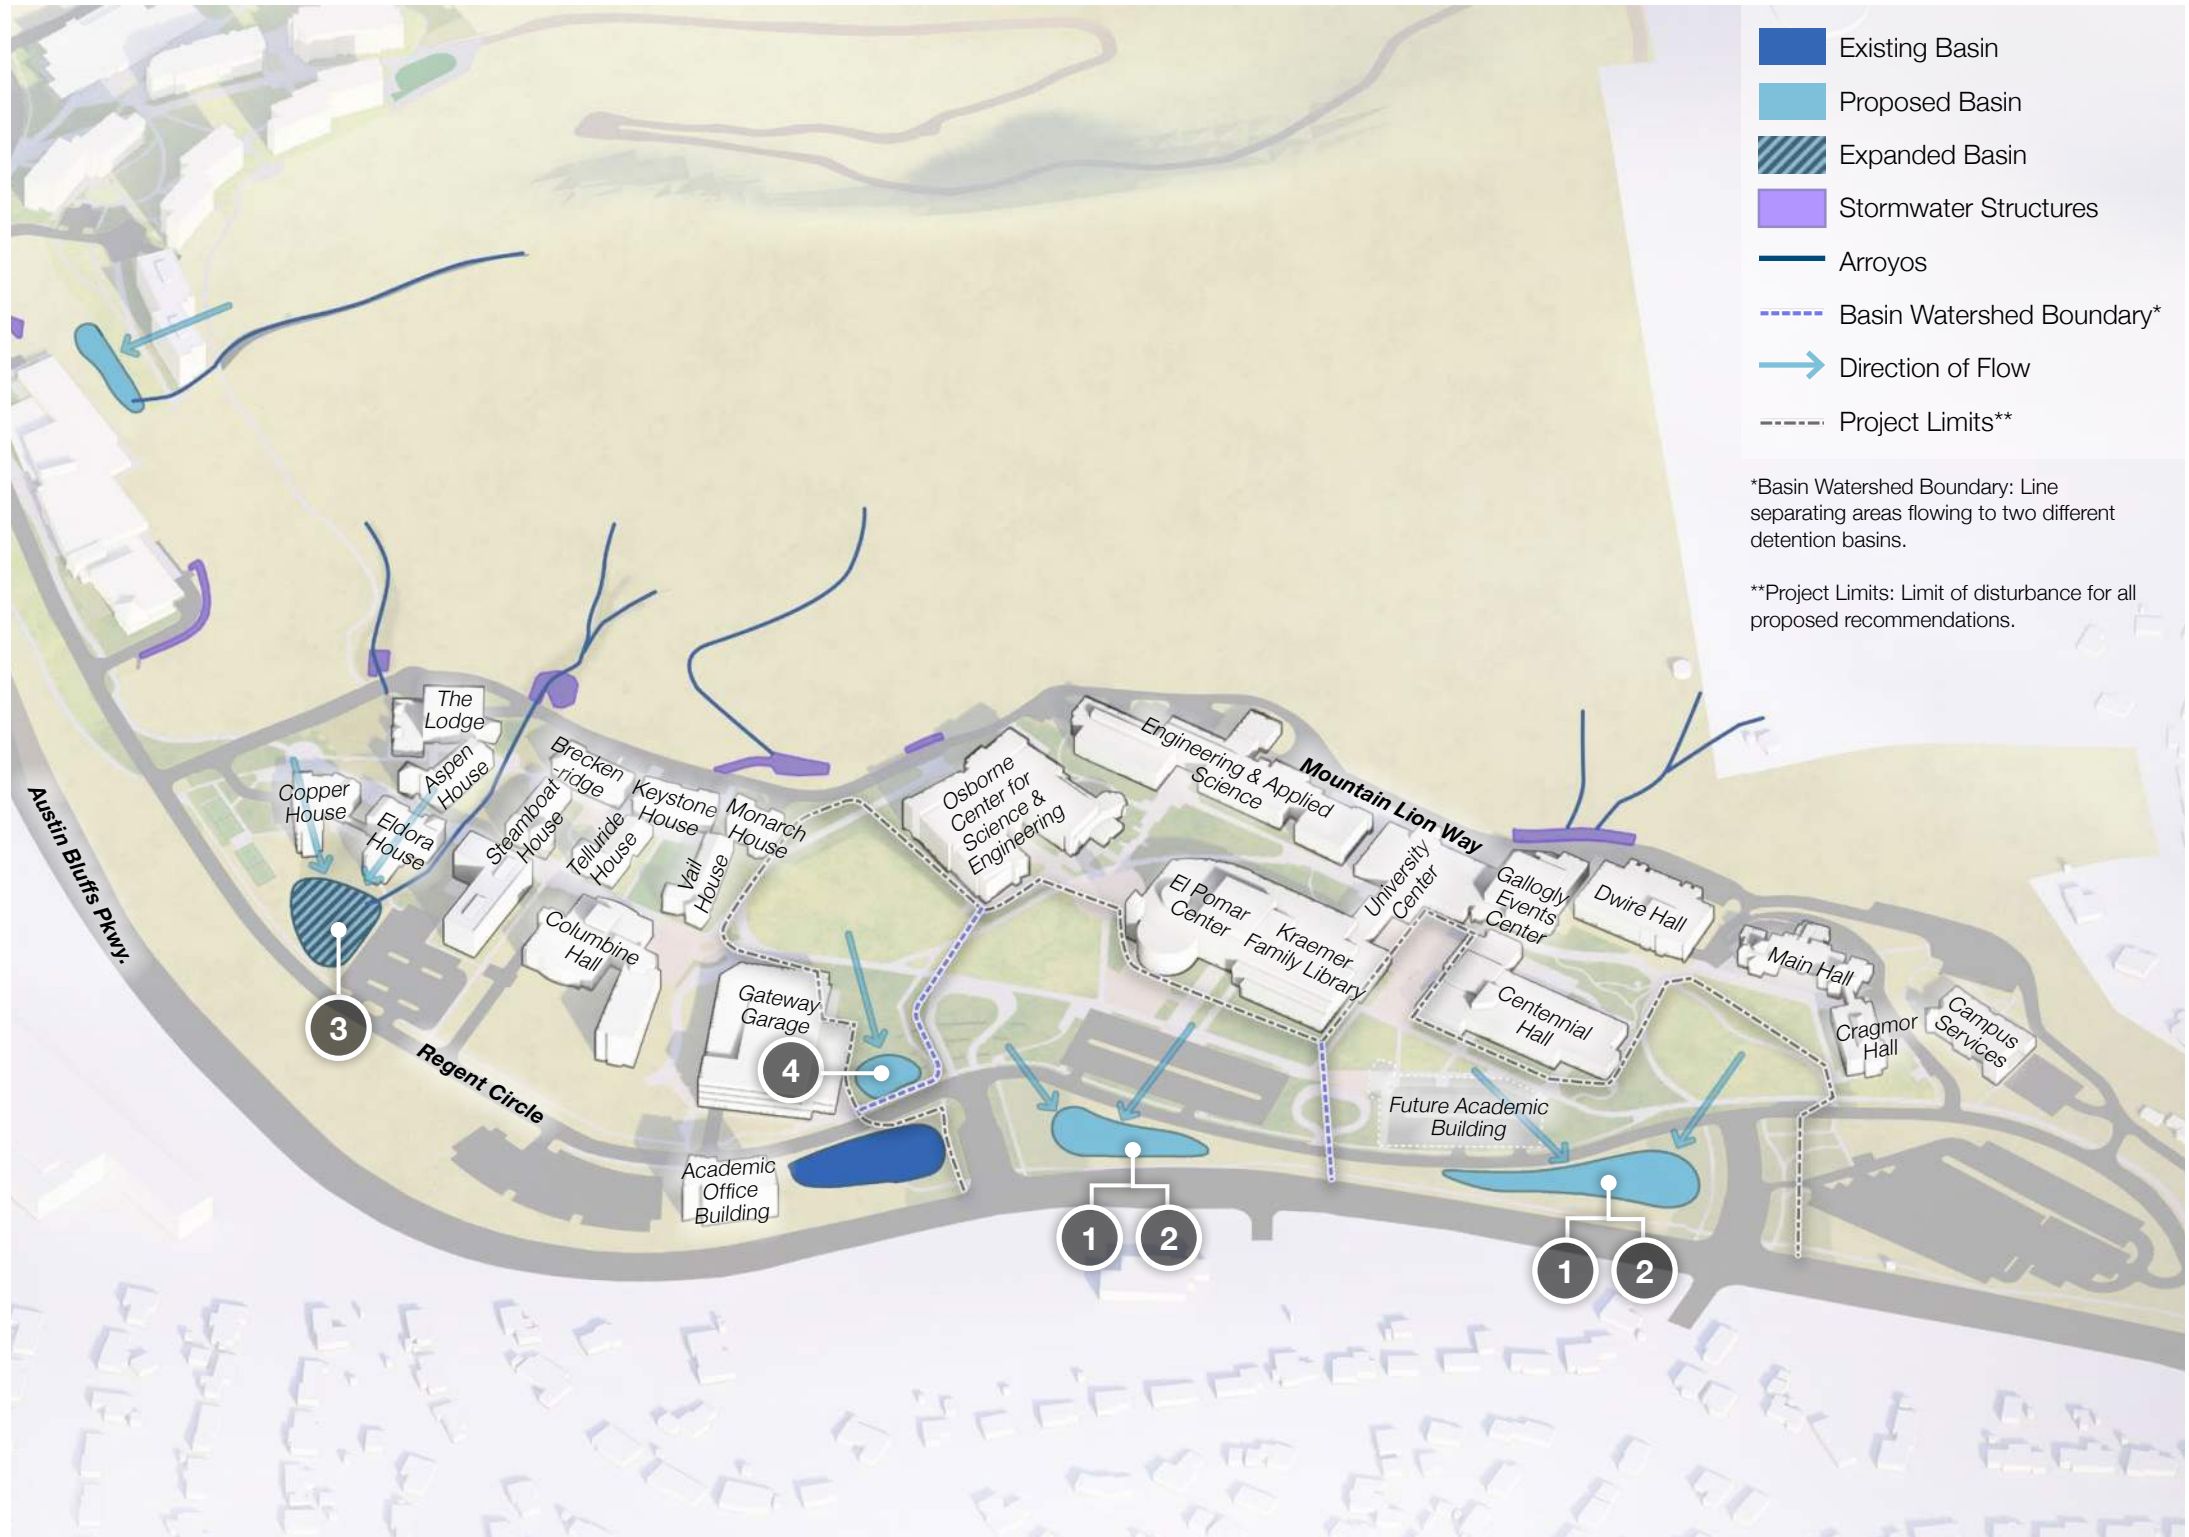 Existing Basin
Proposed Basin
Expanded Basin
Stormwater Structures
Arroyos
Basin Watershed Boundary*
Direction of Flow
Project Limits**
*Basin Watershed Boundary: Line
separating areas flowing to two different
detention basins.
**Project Limits: Limit of disturbance for all
proposed recommendations.
The
Lodge
Aspen
House
Copper
House
Eldora
House
Brecken
-ridge
Steamboat
House
Keystone
House
Telluride
House
Monarch
House
Vail
House
Columbine
Hall
Gateway
Garage
Osborne
Center for
Science &
Engineering
Engineering & Applied
Science
Mountain Lion Way
University
Center
El Pomar
Center
Kraemer
Family Library
Gallogly
Events
Center
Dwire Hall
Main Hall
Centennial
Hall
Cragmor
Hall
Campus
Services
Future Academic
Building
Academic
Office
Building
Austin Bluffs Pkwy.
Regent Circle
3
4
1
2
1
2